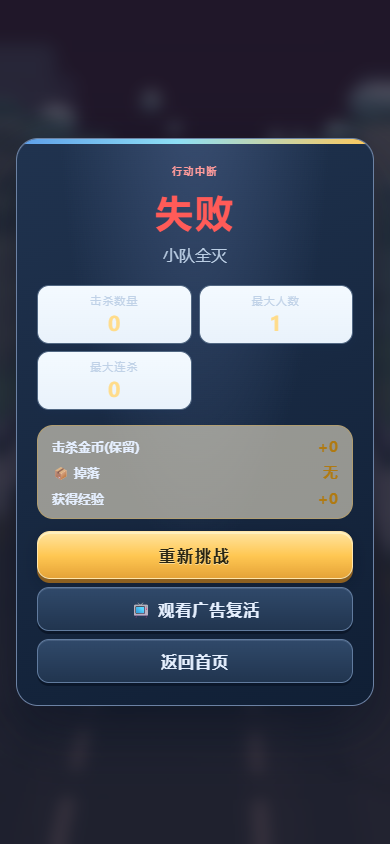 行动中断
失败
小队全灭
击杀数量
0
最大人数
1
最大连杀
0
击杀金币(保留) +0
掉落 无
获得经验 +0
重新挑战
观看广告复活
返回首页